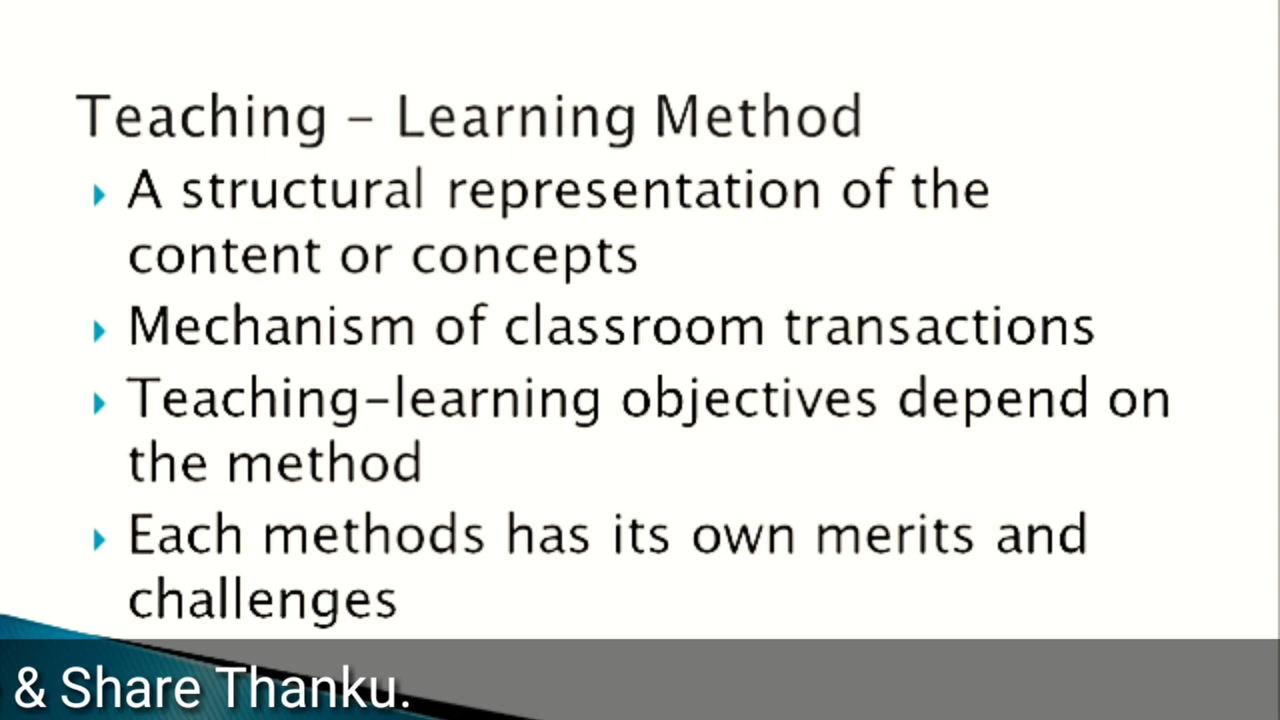 Teaching - Learning Method
A structural representation of the
content or concepts
Mechanism of classroom transactions
Teaching-learning objectives depend on
the method
Each methods has its own merits and
challenges
& Share Thanku.